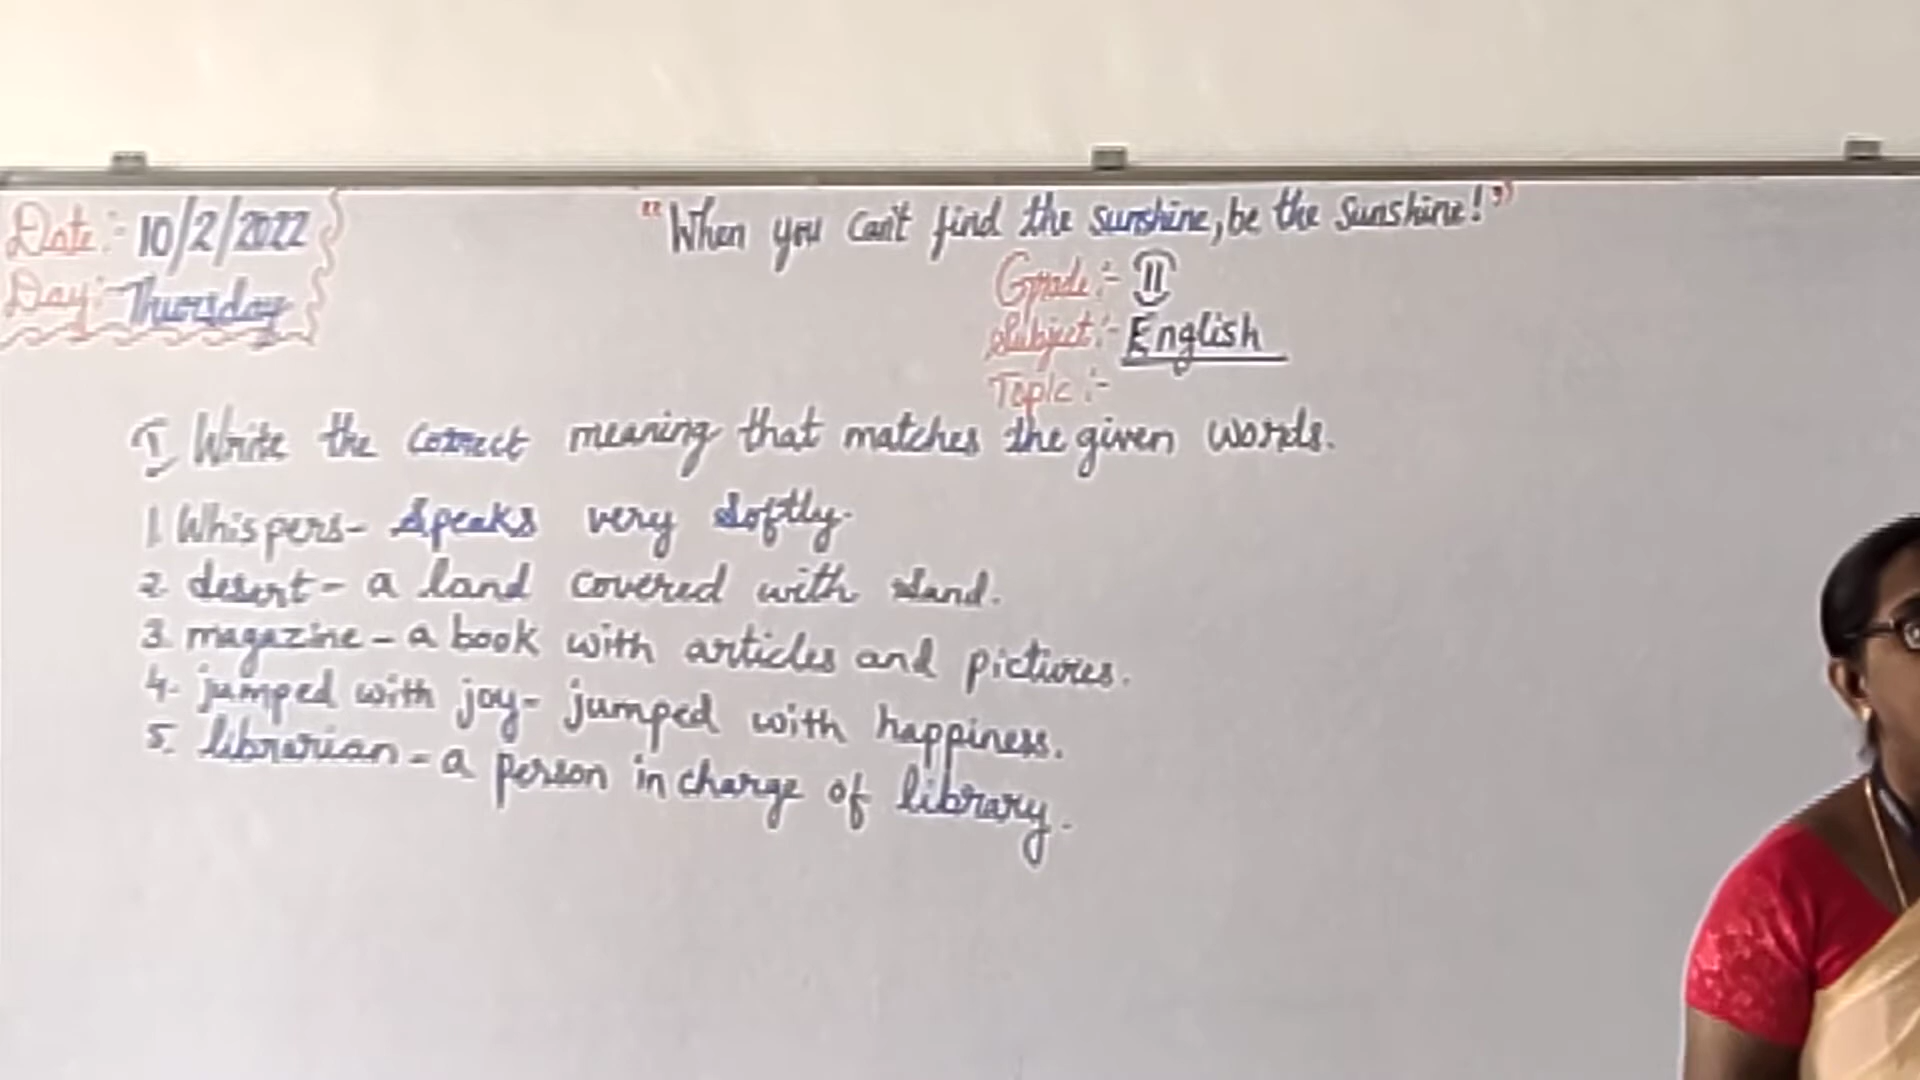 Date:- 10/2/2022
Day:- Thursday
"When you can't find the sunshine, be the Sunshine!"
Grade:- II
Subject:- English
Topic:-
I Write the correct meaning that matches the given words.
1. Whispers- Speaks very softly.
2. desert- a land covered with sand.
3. magazine- a book with articles and pictures.
4. jumped with joy- jumped with happiness.
5. librarian- a person in charge of library.